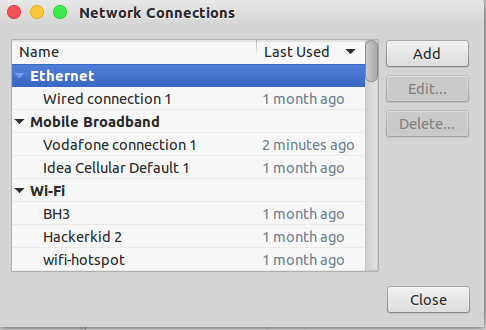 Network Connections
Name Last Used
Add
Ethernet
Edit...
Wired connection 1 1 month ago
Delete...
Mobile Broadband
Vodafone connection 1 2 minutes ago
Idea Cellular Default 1 1 month ago
Wi-Fi
BH3 1 month ago
Hackerkid 2 1 month ago
wifi-hotspot 1 month ago
Close